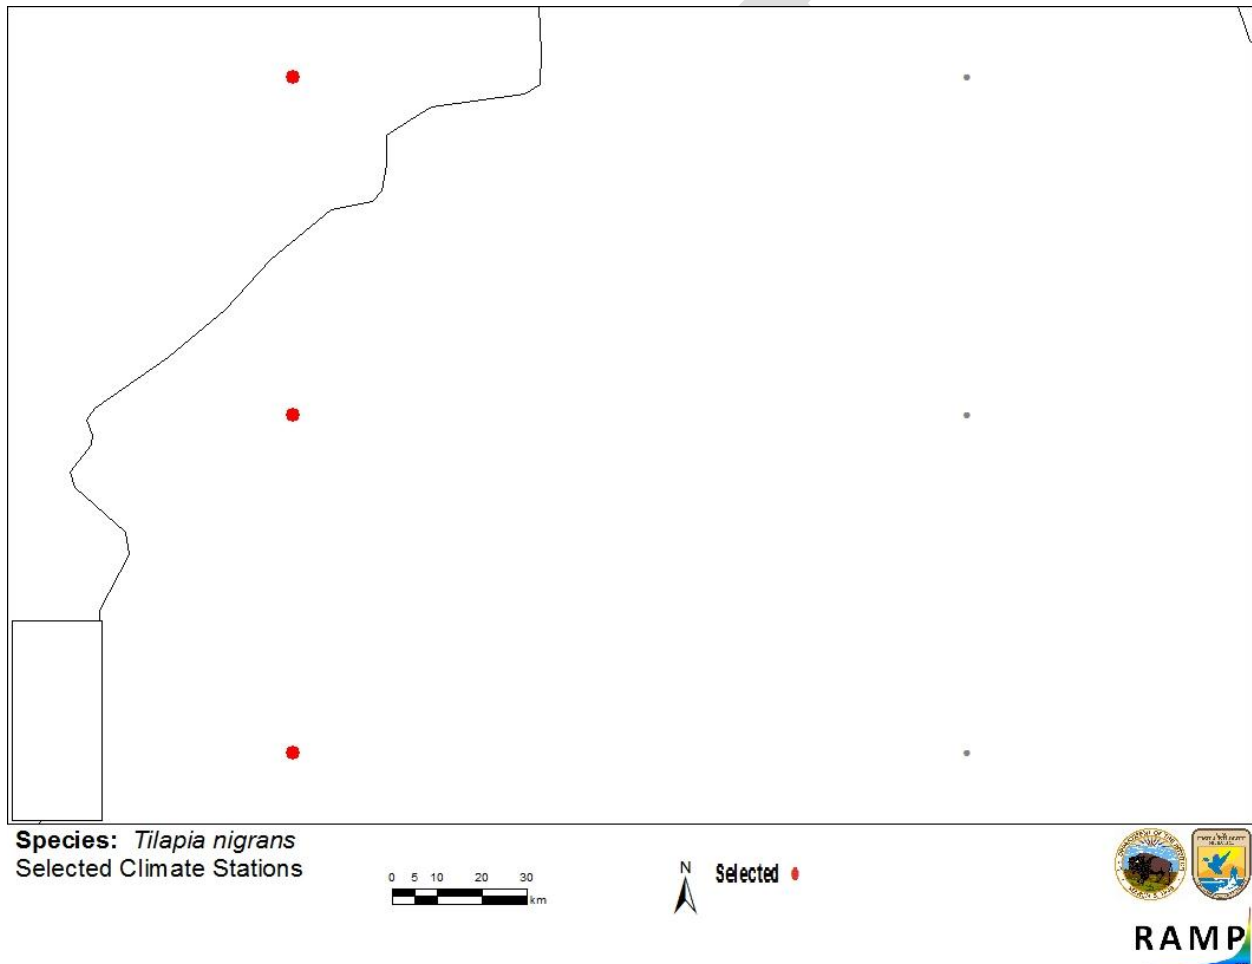 Species: Tilapia nigrans
Selected Climate Stations
0 5 10 20 30
km
N
Selected
RAMP